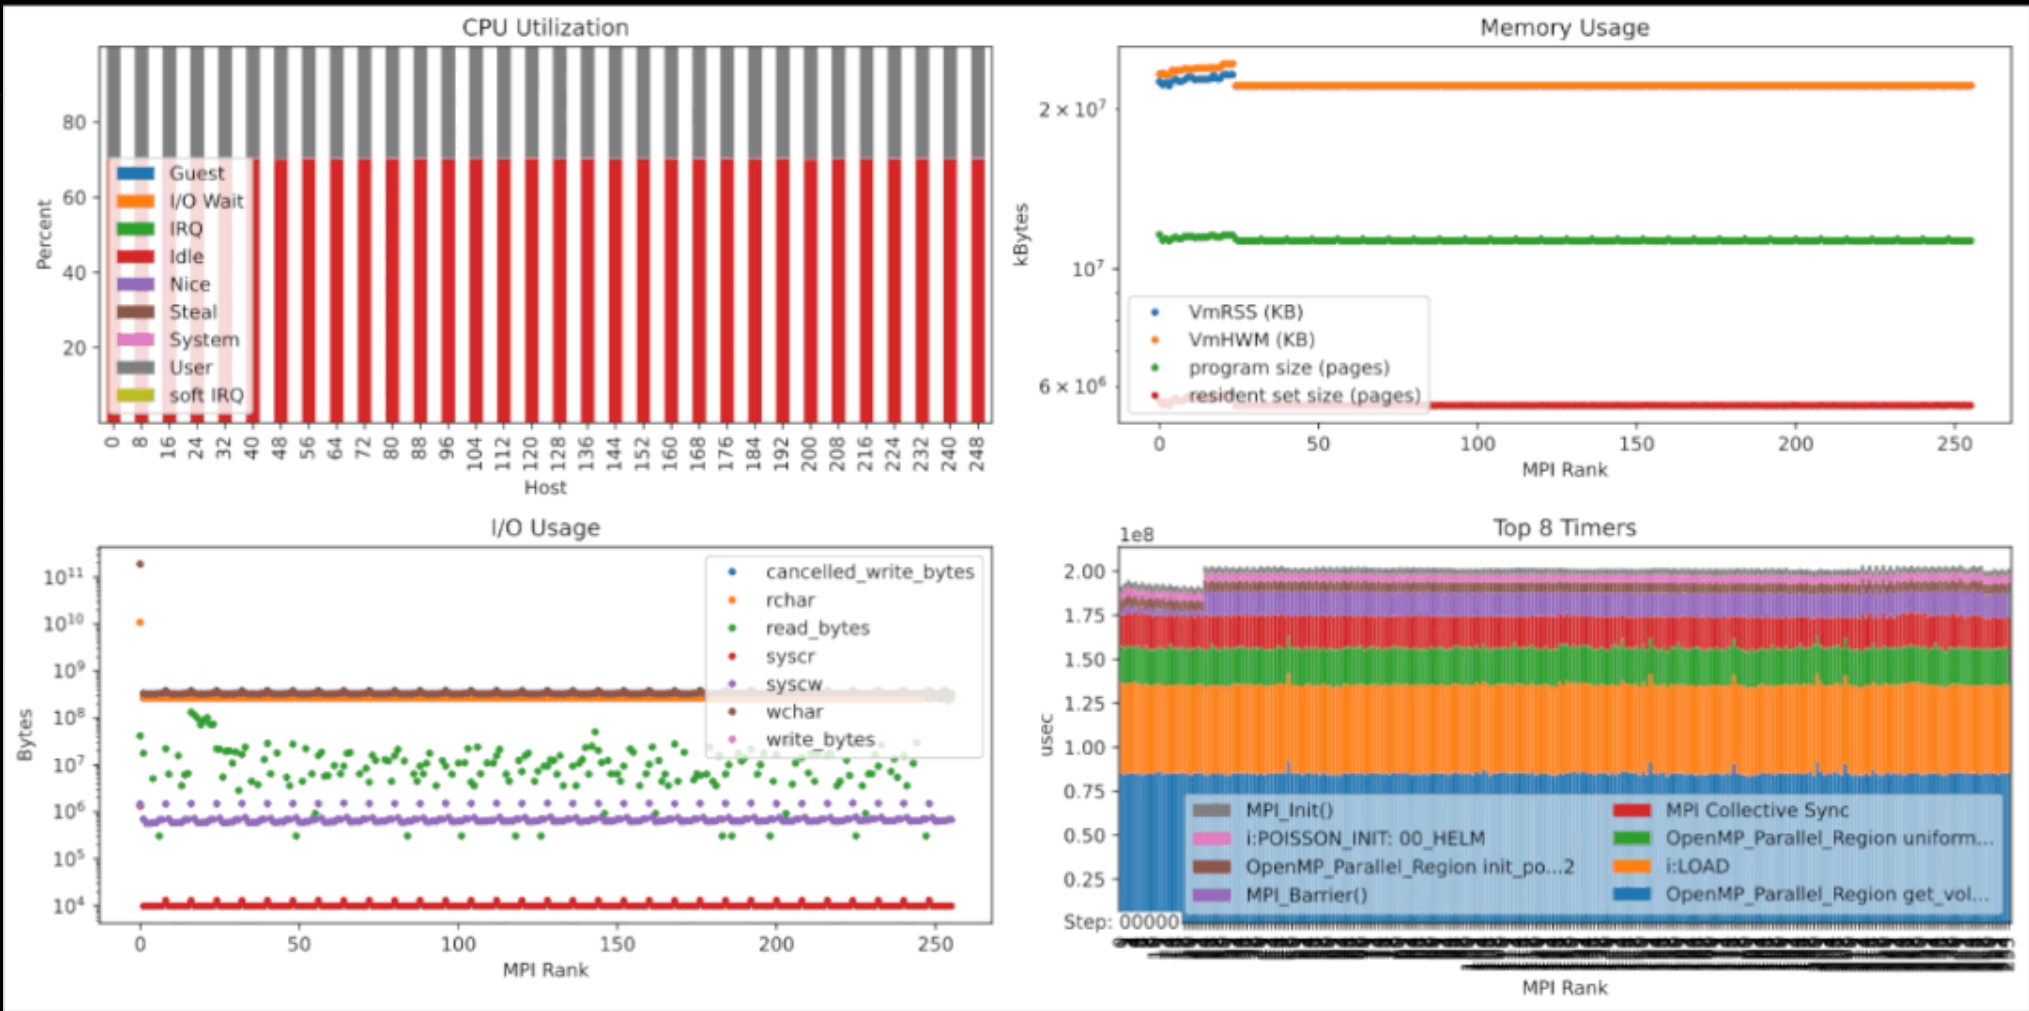 CPU Utilization
Percent
80
60
40
20
Guest
I/O Wait
IRQ
Idle
Nice
Steal
System
User
soft IRQ
0 8 16 24 32 40 48 56 64 72 80 88 96 104 112 120 128 136 144 152 160 168 176 184 192 200 208 216 224 232 240 248
Host
Memory Usage
kBytes
2 × 10⁷
10⁷
6 × 10⁶
VmRSS (KB)
VmHWM (KB)
program size (pages)
resident set size (pages)
0 50 100 150 200 250
MPI Rank
I/O Usage
Bytes
10¹¹
10¹⁰
10⁹
10⁸
10⁷
10⁶
10⁵
10⁴
cancelled_write_bytes
rchar
read_bytes
syscr
syscw
wchar
write_bytes
0 50 100 150 200 250
MPI Rank
Top 8 Timers
1e8
usec
2.00
1.75
1.50
1.25
1.00
0.75
0.50
0.25
MPI_Init()
i:POISSON_INIT: 00_HELM
OpenMP_Parallel_Region init_po...2
MPI_Barrier()
MPI Collective Sync
OpenMP_Parallel_Region uniform...
i:LOAD
OpenMP_Parallel_Region get_vol...
Step: 00000
MPI Rank